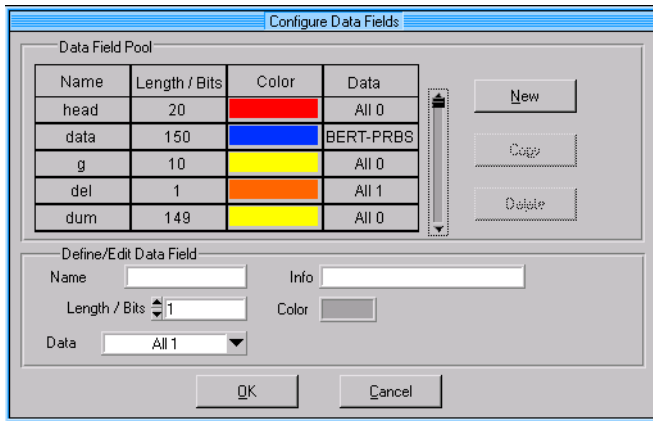 Configure Data Fields
Data Field Pool
Name Length / Bits Color Data
head 20 All 0
data 150 BERT-PRBS
g 10 All 0
del 1 All 1
dum 149 All 0
New
Copy
Delete
Define/Edit Data Field
Name Info
Length / Bits 1 Color
Data All 1
OK Cancel